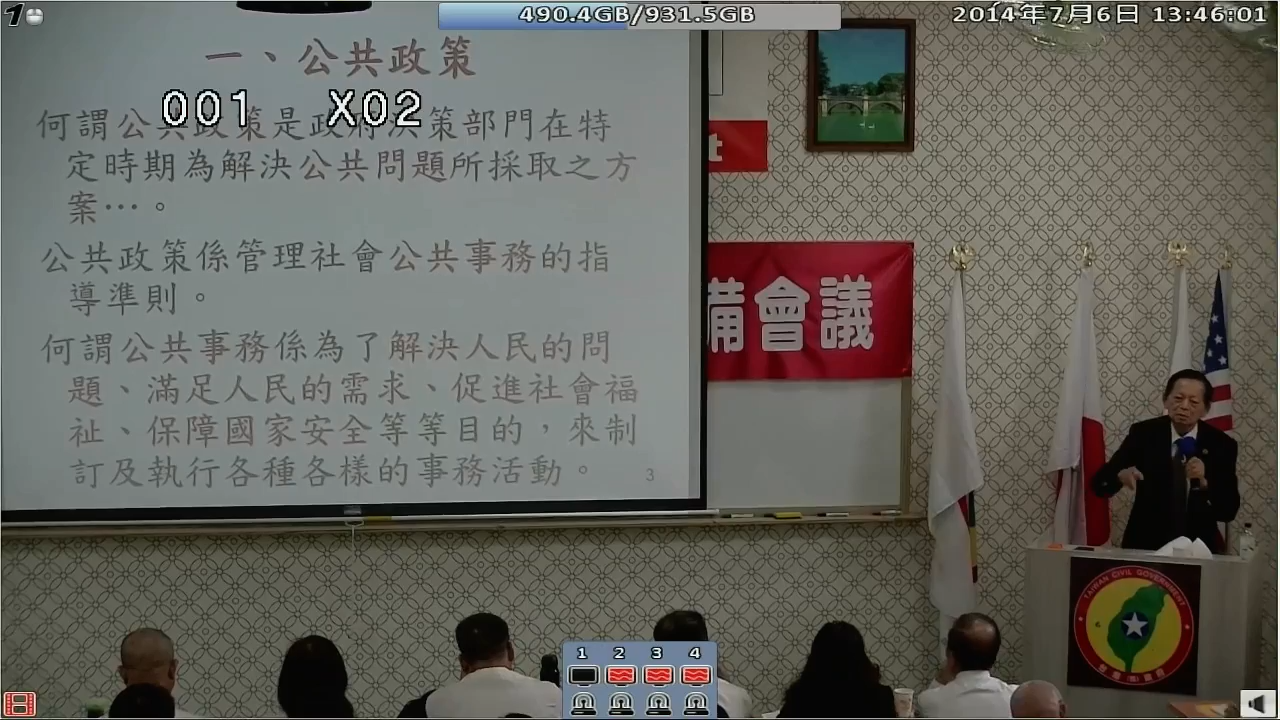 1
490.4GB/931.5GB
2014年7月6日 13:46:01
001 X02
一、公共政策
何謂公共政策是政府決策部門在特
定時期為解決公共問題所採取之方
案…。
公共政策係管理社會公共事務的指
導準則。
何謂公共事務係為了解決人民的問
題、滿足人民的需求、促進社會福
祉、保障國家安全等等目的，來制
訂及執行各種各樣的事務活動。
3
t
備會議
TAIWAN CIVIL GOVERNMENT
1 2 3 4